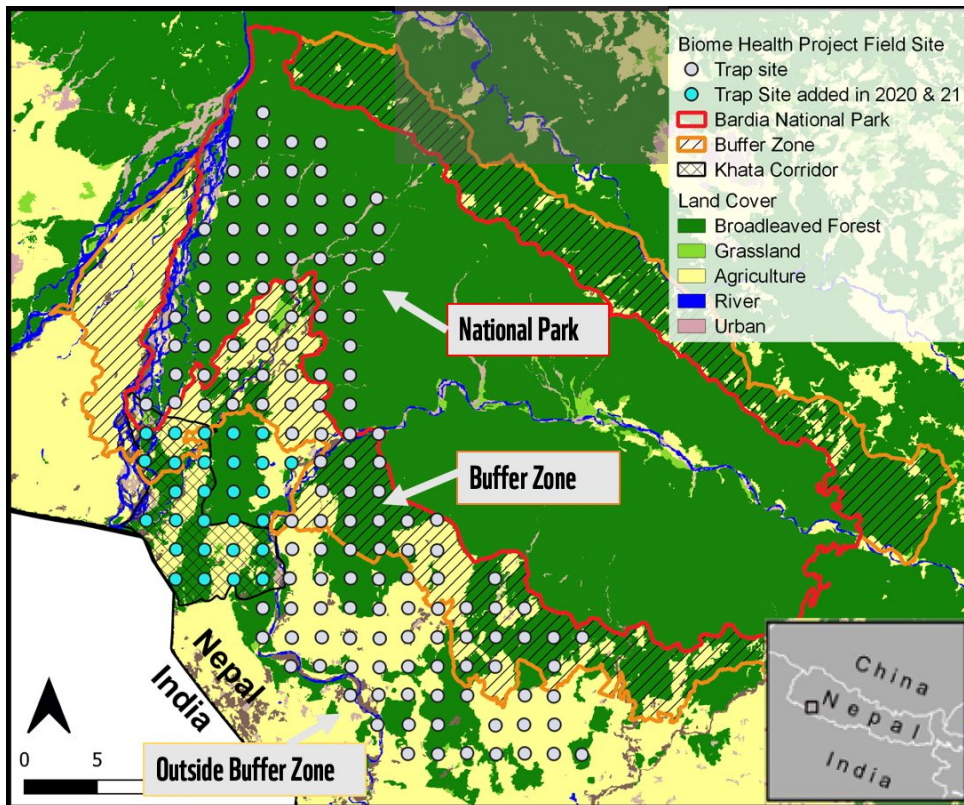 Biome Health Project Field Site
Trap site
Trap Site added in 2020 & 21
Bardia National Park
Buffer Zone
Khata Corridor
Land Cover
Broadleaved Forest
Grassland
Agriculture
River
Urban
National Park
Buffer Zone
Nepal
India
0 5
Outside Buffer Zone
China
Nepal
India